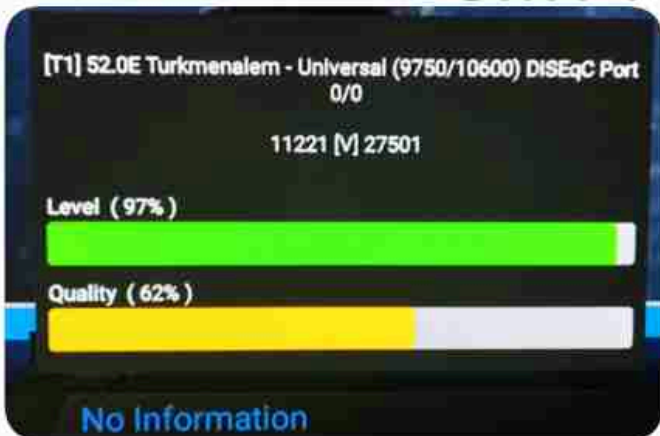 [T1] 52.0E Turkmenalem - Universal (9750/10600) DiSEqC Port
0/0
11221 [V] 27501
Level ( 97% )
Quality ( 62% )
No Information